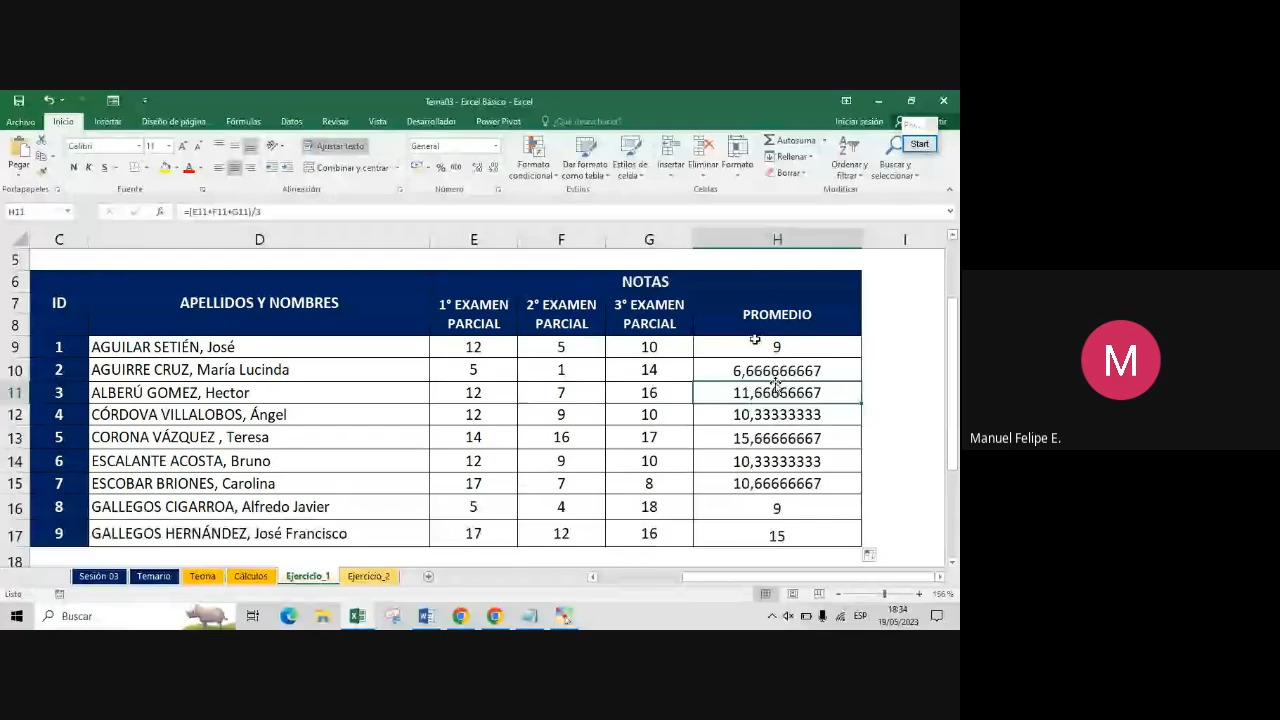 Tema03 - Excel Básico - Excel
Archivo Inicio Insertar Diseño de página Fórmulas Datos Revisar Vista Desarrollador Power Pivot ¿Qué desea hacer? Iniciar sesión
Start
Calibri 11 Ajustar texto General Autosuma
Pegar N K S Combinar y centrar % Formato condicional Dar formato como tabla Estilos de celda Insertar Eliminar Formato Rellenar Borrar Ordenar y filtrar Buscar y seleccionar
Portapapeles Fuente Alineación Número Estilos Celdas Modificar
H11 fx =(E11+F11+G11)/3
C D E F G H I
5
6 NOTAS
7 ID APELLIDOS Y NOMBRES 1° EXAMEN 2° EXAMEN 3° EXAMEN PROMEDIO
8 PARCIAL PARCIAL PARCIAL
9 1 AGUILAR SETIÉN, José 12 5 10 9
10 2 AGUIRRE CRUZ, María Lucinda 5 1 14 6,666666667
11 3 ALBERÚ GOMEZ, Hector 12 7 16 11,66666667
12 4 CÓRDOVA VILLALOBOS, Ángel 12 9 10 10,33333333
13 5 CORONA VÁZQUEZ , Teresa 14 16 17 15,66666667
14 6 ESCALANTE ACOSTA, Bruno 12 9 10 10,33333333
15 7 ESCOBAR BRIONES, Carolina 17 7 8 10,66666667
16 8 GALLEGOS CIGARROA, Alfredo Javier 5 4 18 9
17 9 GALLEGOS HERNÁNDEZ, José Francisco 17 12 16 15
18
Sesión 03 Temario Teoria Cálculos Ejercicio_1 Ejercicio_2
Listo 156 %
Buscar ESP 18:34
19/05/2023
M
Manuel Felipe E.